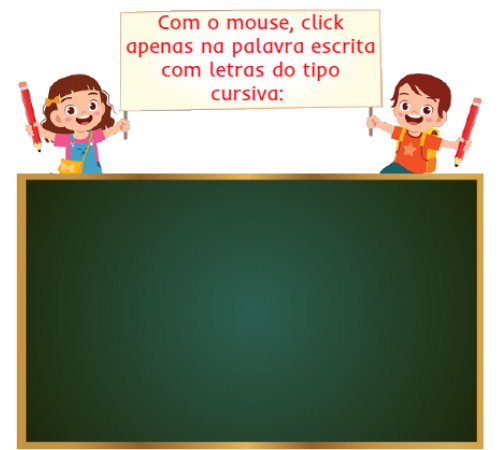 Com o mouse, click
apenas na palavra escrita
com letras do tipo
cursiva: